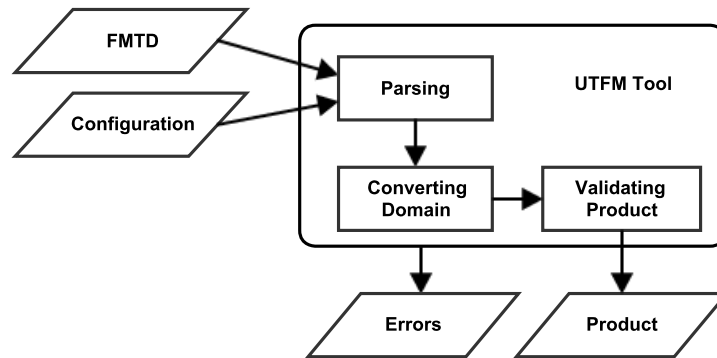 FMTD
Configuration
Parsing
UTFM Tool
Converting
Domain
Validating
Product
Errors
Product